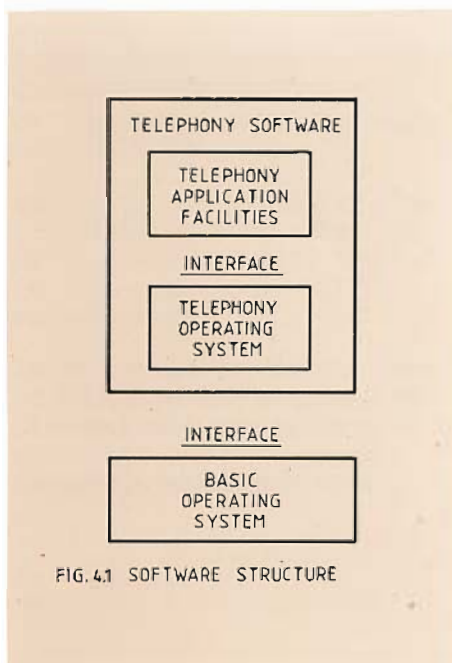 TELEPHONY SOFTWARE
TELEPHONY
APPLICATION
FACILITIES
INTERFACE
TELEPHONY
OPERATING
SYSTEM
INTERFACE
BASIC
OPERATING
SYSTEM
FIG. 4.1 SOFTWARE STRUCTURE